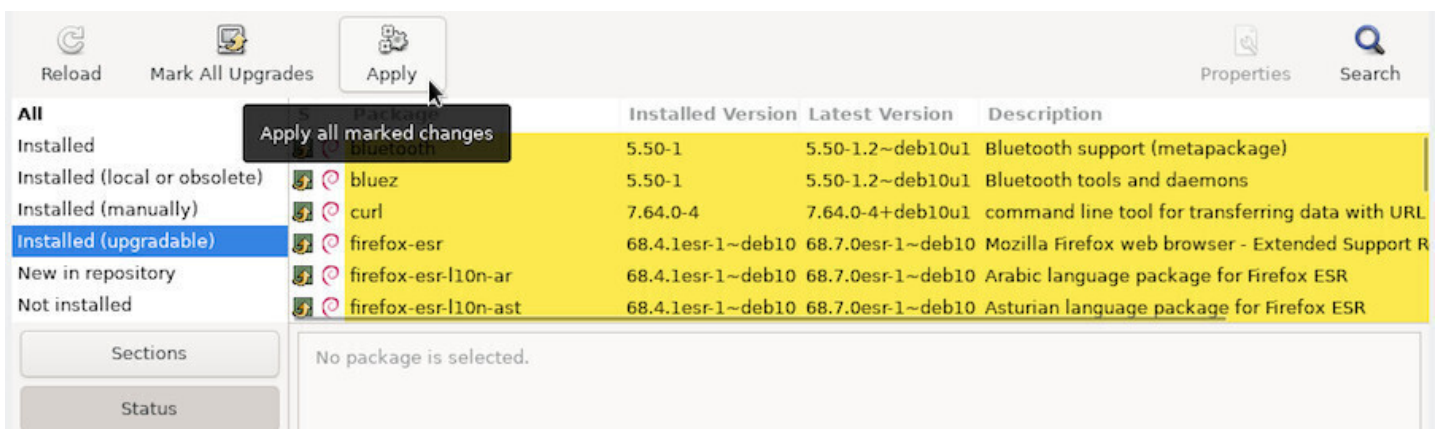 Reload Mark All Upgrades Apply Properties Search
All S Package Installed Version Latest Version Description
Apply all marked changes
Installed bluetooth 5.50-1 5.50-1.2~deb10u1 Bluetooth support (metapackage)
Installed (local or obsolete) bluez 5.50-1 5.50-1.2~deb10u1 Bluetooth tools and daemons
Installed (manually) curl 7.64.0-4 7.64.0-4+deb10u1 command line tool for transferring data with URL
Installed (upgradable) firefox-esr 68.4.1esr-1~deb10 68.7.0esr-1~deb10 Mozilla Firefox web browser - Extended Support R
New in repository firefox-esr-l10n-ar 68.4.1esr-1~deb10 68.7.0esr-1~deb10 Arabic language package for Firefox ESR
Not installed firefox-esr-l10n-ast 68.4.1esr-1~deb10 68.7.0esr-1~deb10 Asturian language package for Firefox ESR
Sections No package is selected.
Status